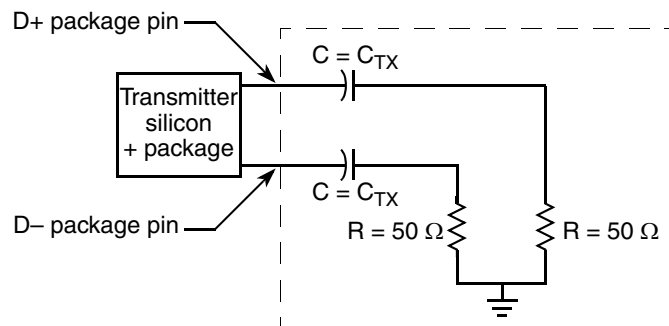 D+ package pin
C = C_TX
Transmitter
silicon
+ package
C = C_TX
D– package pin
R = 50 Ω
R = 50 Ω